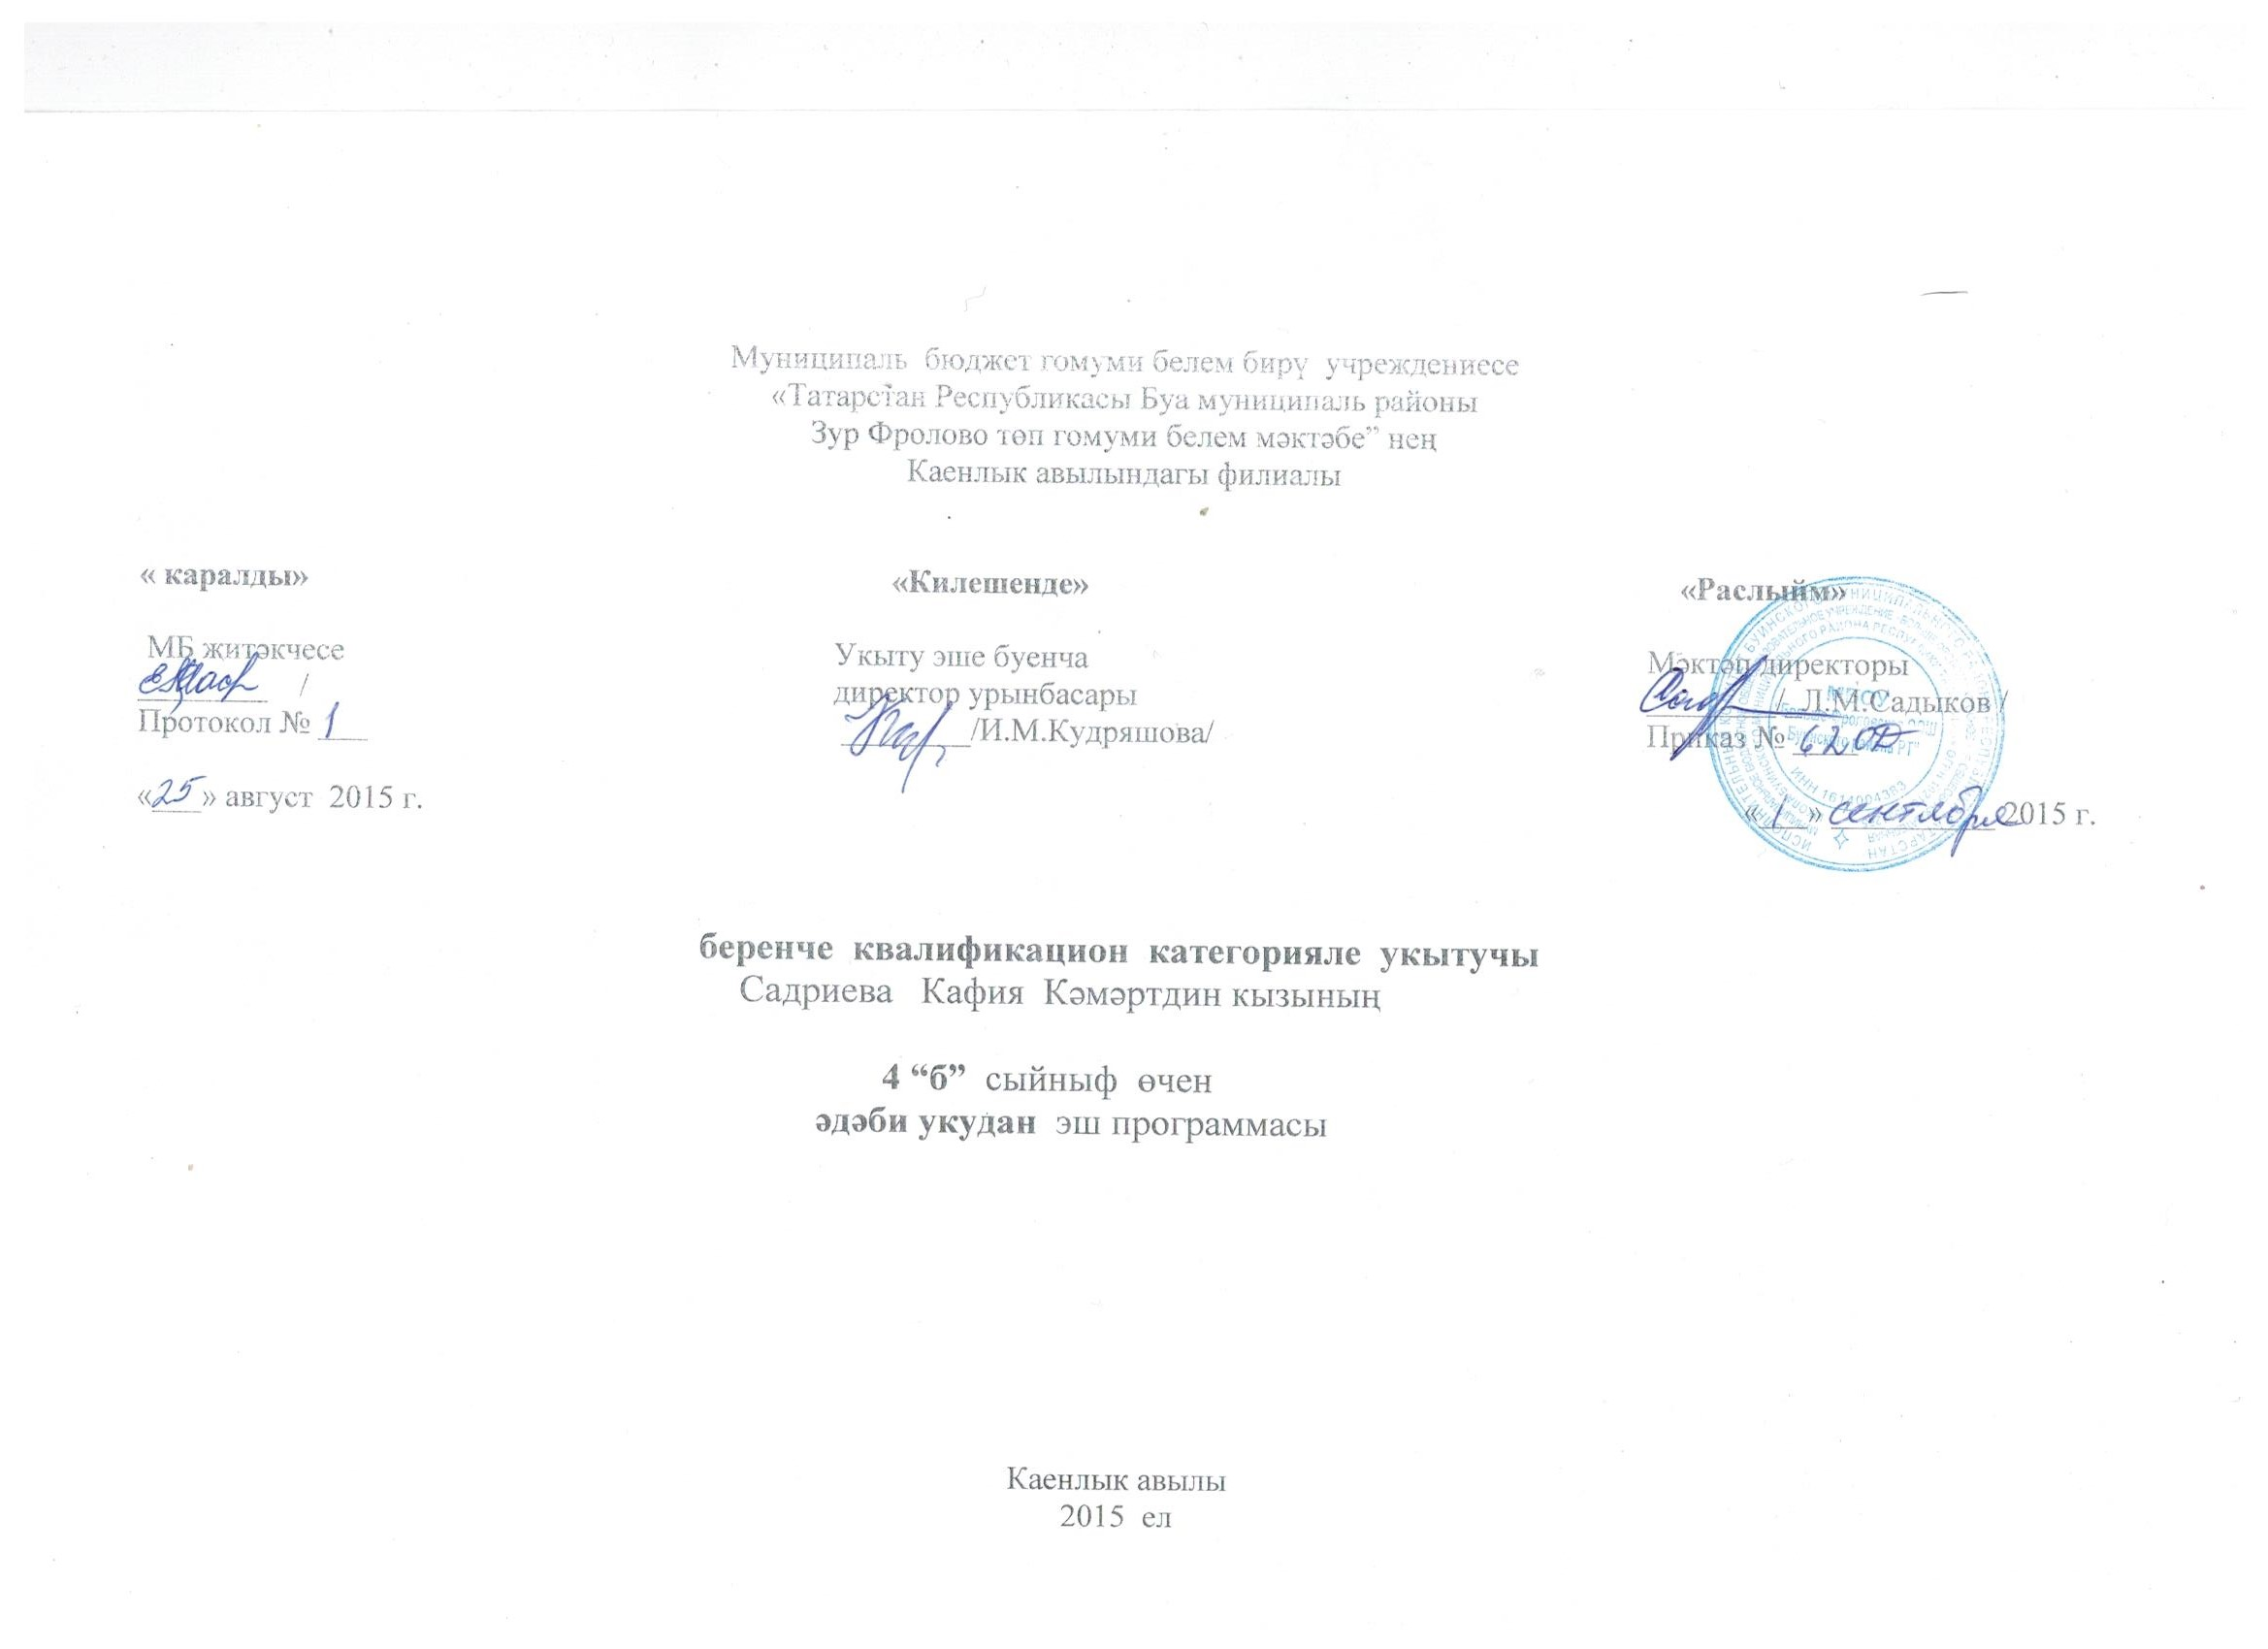 Муниципаль бюджет гомуми белем бирү учреждениесе
«Татарстан Республикасы Буа муниципаль районы
Зур Фролово төп гомуми белем мәктәбе” нең
Каенлык авылындагы филиалы
« каралды»
МБ житәкчесе
/
Протокол № 1
«25» август 2015 г.
«Килешенде»
Укыту эше буенча
директор урынбасары
/И.М.Кудряшова/
«Раслыйм»
Мәктәп директоры
/ Л.М.Садыков /
Приказ № 62 ОД
«1» сентября 2015 г.
ИНН 1614004383
беренче квалификацион категорияле укытучы
Садриева Кафия Кәмәртдин кызының
4 “б” сыйныф өчен
әдәби укудан эш программасы
Каенлык авылы
2015 ел